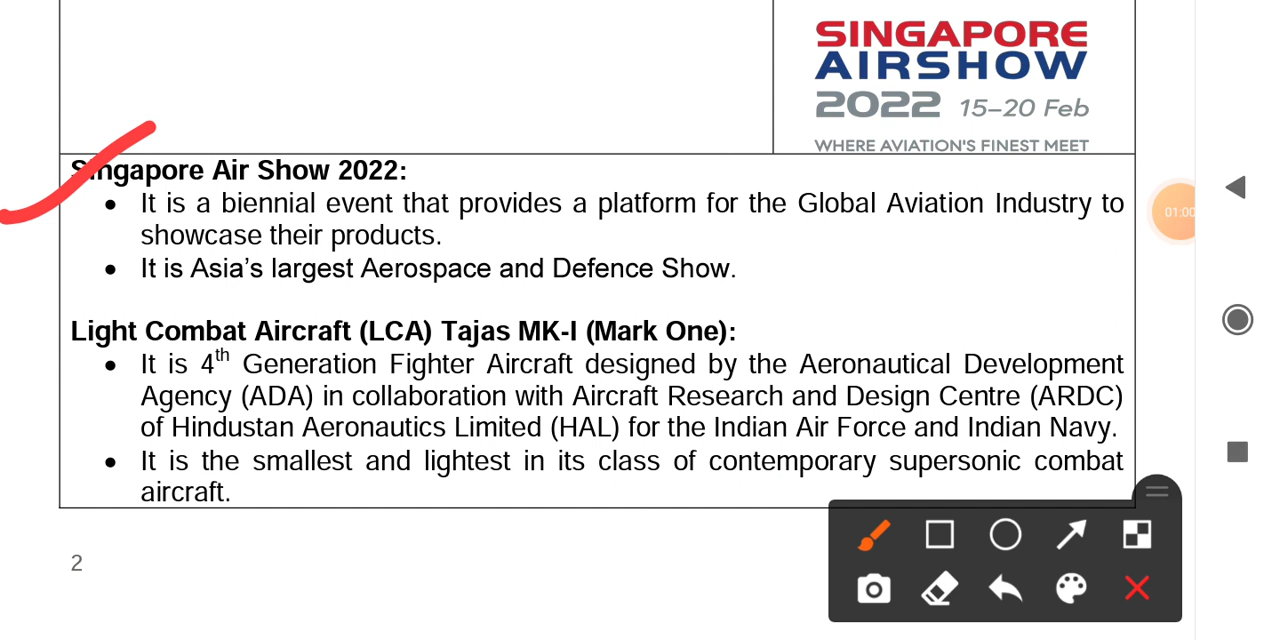 SINGAPORE
AIRSHOW
2022 15–20 Feb
WHERE AVIATION'S FINEST MEET
Singapore Air Show 2022:
• It is a biennial event that provides a platform for the Global Aviation Industry to
showcase their products.
• It is Asia’s largest Aerospace and Defence Show.
Light Combat Aircraft (LCA) Tajas MK-I (Mark One):
• It is 4th Generation Fighter Aircraft designed by the Aeronautical Development
Agency (ADA) in collaboration with Aircraft Research and Design Centre (ARDC)
of Hindustan Aeronautics Limited (HAL) for the Indian Air Force and Indian Navy.
• It is the smallest and lightest in its class of contemporary supersonic combat
aircraft.
2
01:00